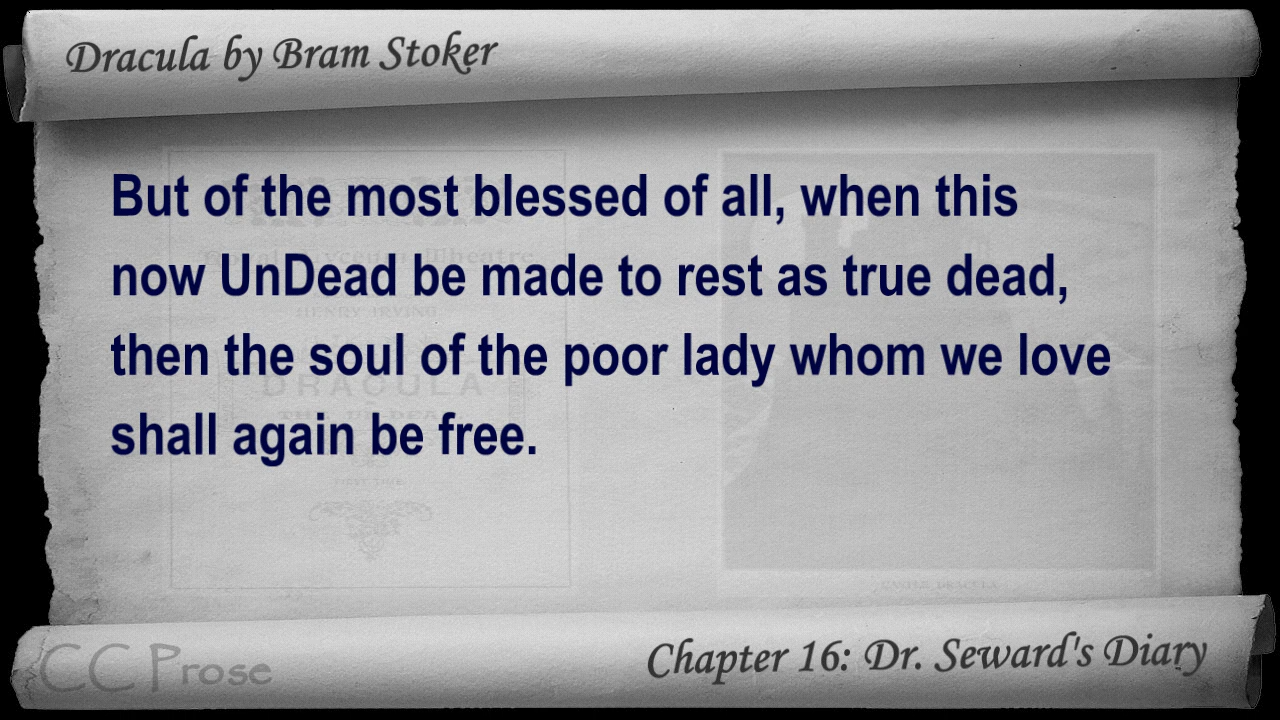 Dracula by Bram Stoker
But of the most blessed of all, when this
now UnDead be made to rest as true dead,
then the soul of the poor lady whom we love
shall again be free.
HENRY IRVING
DRACULA
CC Prose
Chapter 16: Dr. Seward's Diary